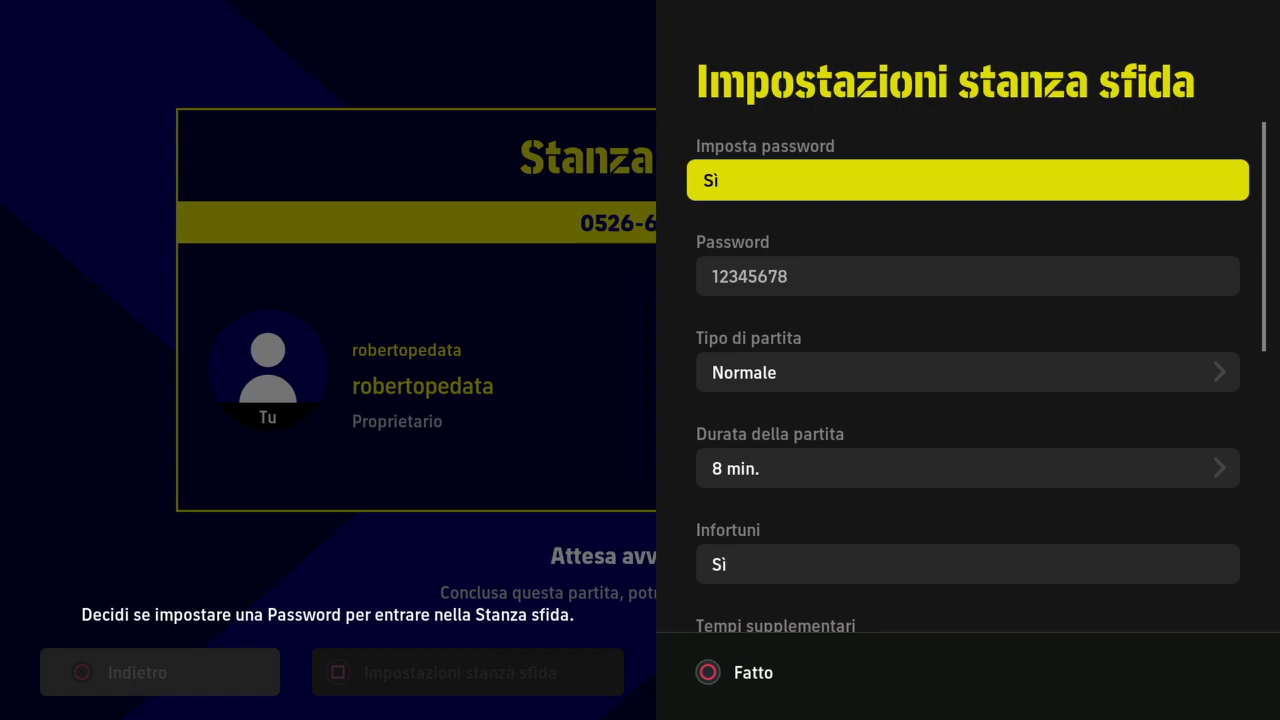 Impostazioni stanza sfida
Imposta password
Sì
Password
12345678
Tipo di partita
Normale
Durata della partita
8 min.
Infortuni
Sì
Tempi supplementari
Fatto
Stanza
0526-6
robertopedata
robertopedata
Tu
Proprietario
Attesa avv
Conclusa questa partita, pot
Decidi se impostare una Password per entrare nella Stanza sfida.
Indietro
Impostazioni stanza sfida